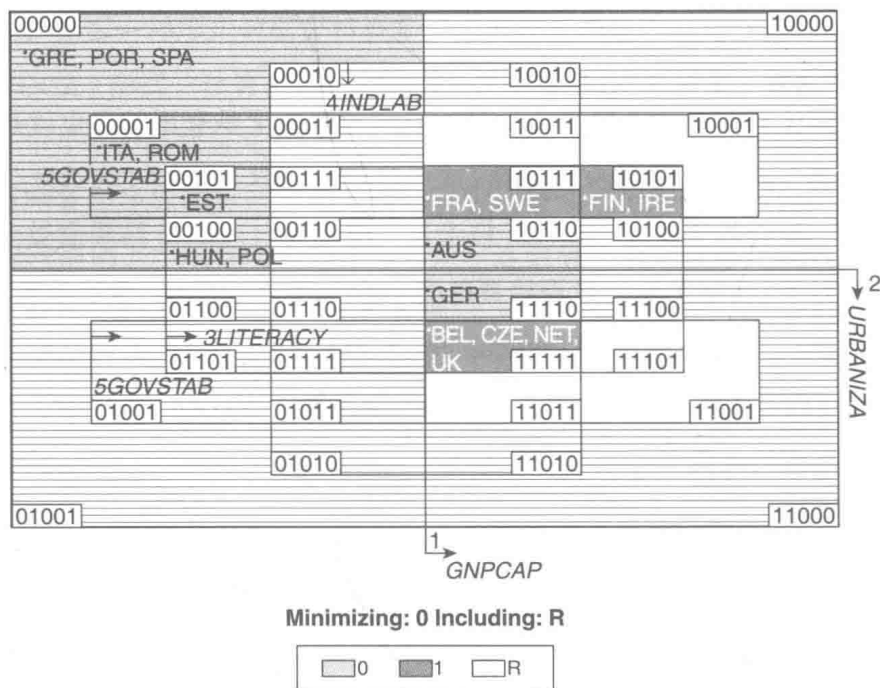 00000 10000
*GRE, POR, SPA
00010 10010
4INDLAB
00001 00011 10011 10001
*ITA, ROM
5GOVSTAB 00101 00111 10111 10101
*EST *FRA, SWE *FIN, IRE
00100 00110 10110 10100
*HUN, POL *AUS
2
*GER
01100 01110 11110 11100
URBANIZA
3LITERACY *BEL, CZE, NET,
01101 01111 UK 11111 11101
5GOVSTAB
01001 01011 11011 11001
01010 11010
01001 11000
1
GNPCAP
Minimizing: 0 Including: R
0 1 R